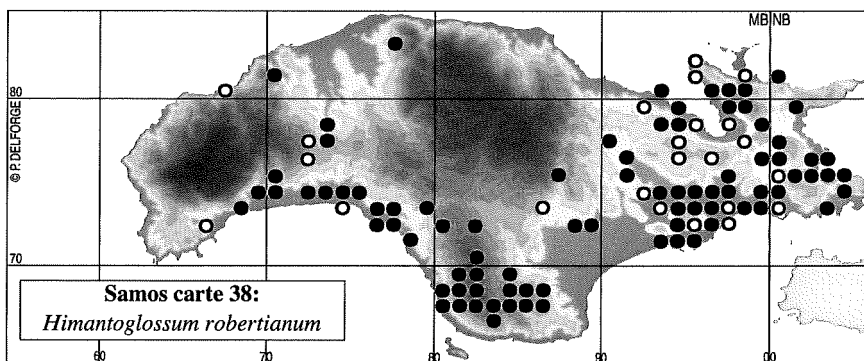 MB NB
80
© P. DELFORGE
70
Samos carte 38:
Himantoglossum robertianum
60
70
80
90
00